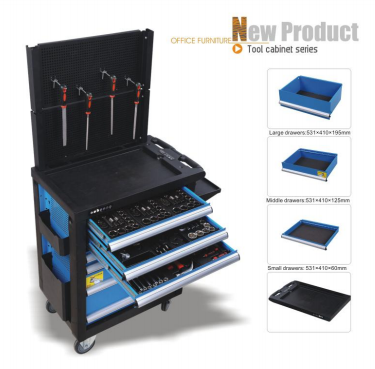 New Product
OFFICE FURNITURE
Tool cabinet series
Large drawers:531×410×195mm
Middle drawers:531×410×125mm
Small drawers: 531×410×60mm